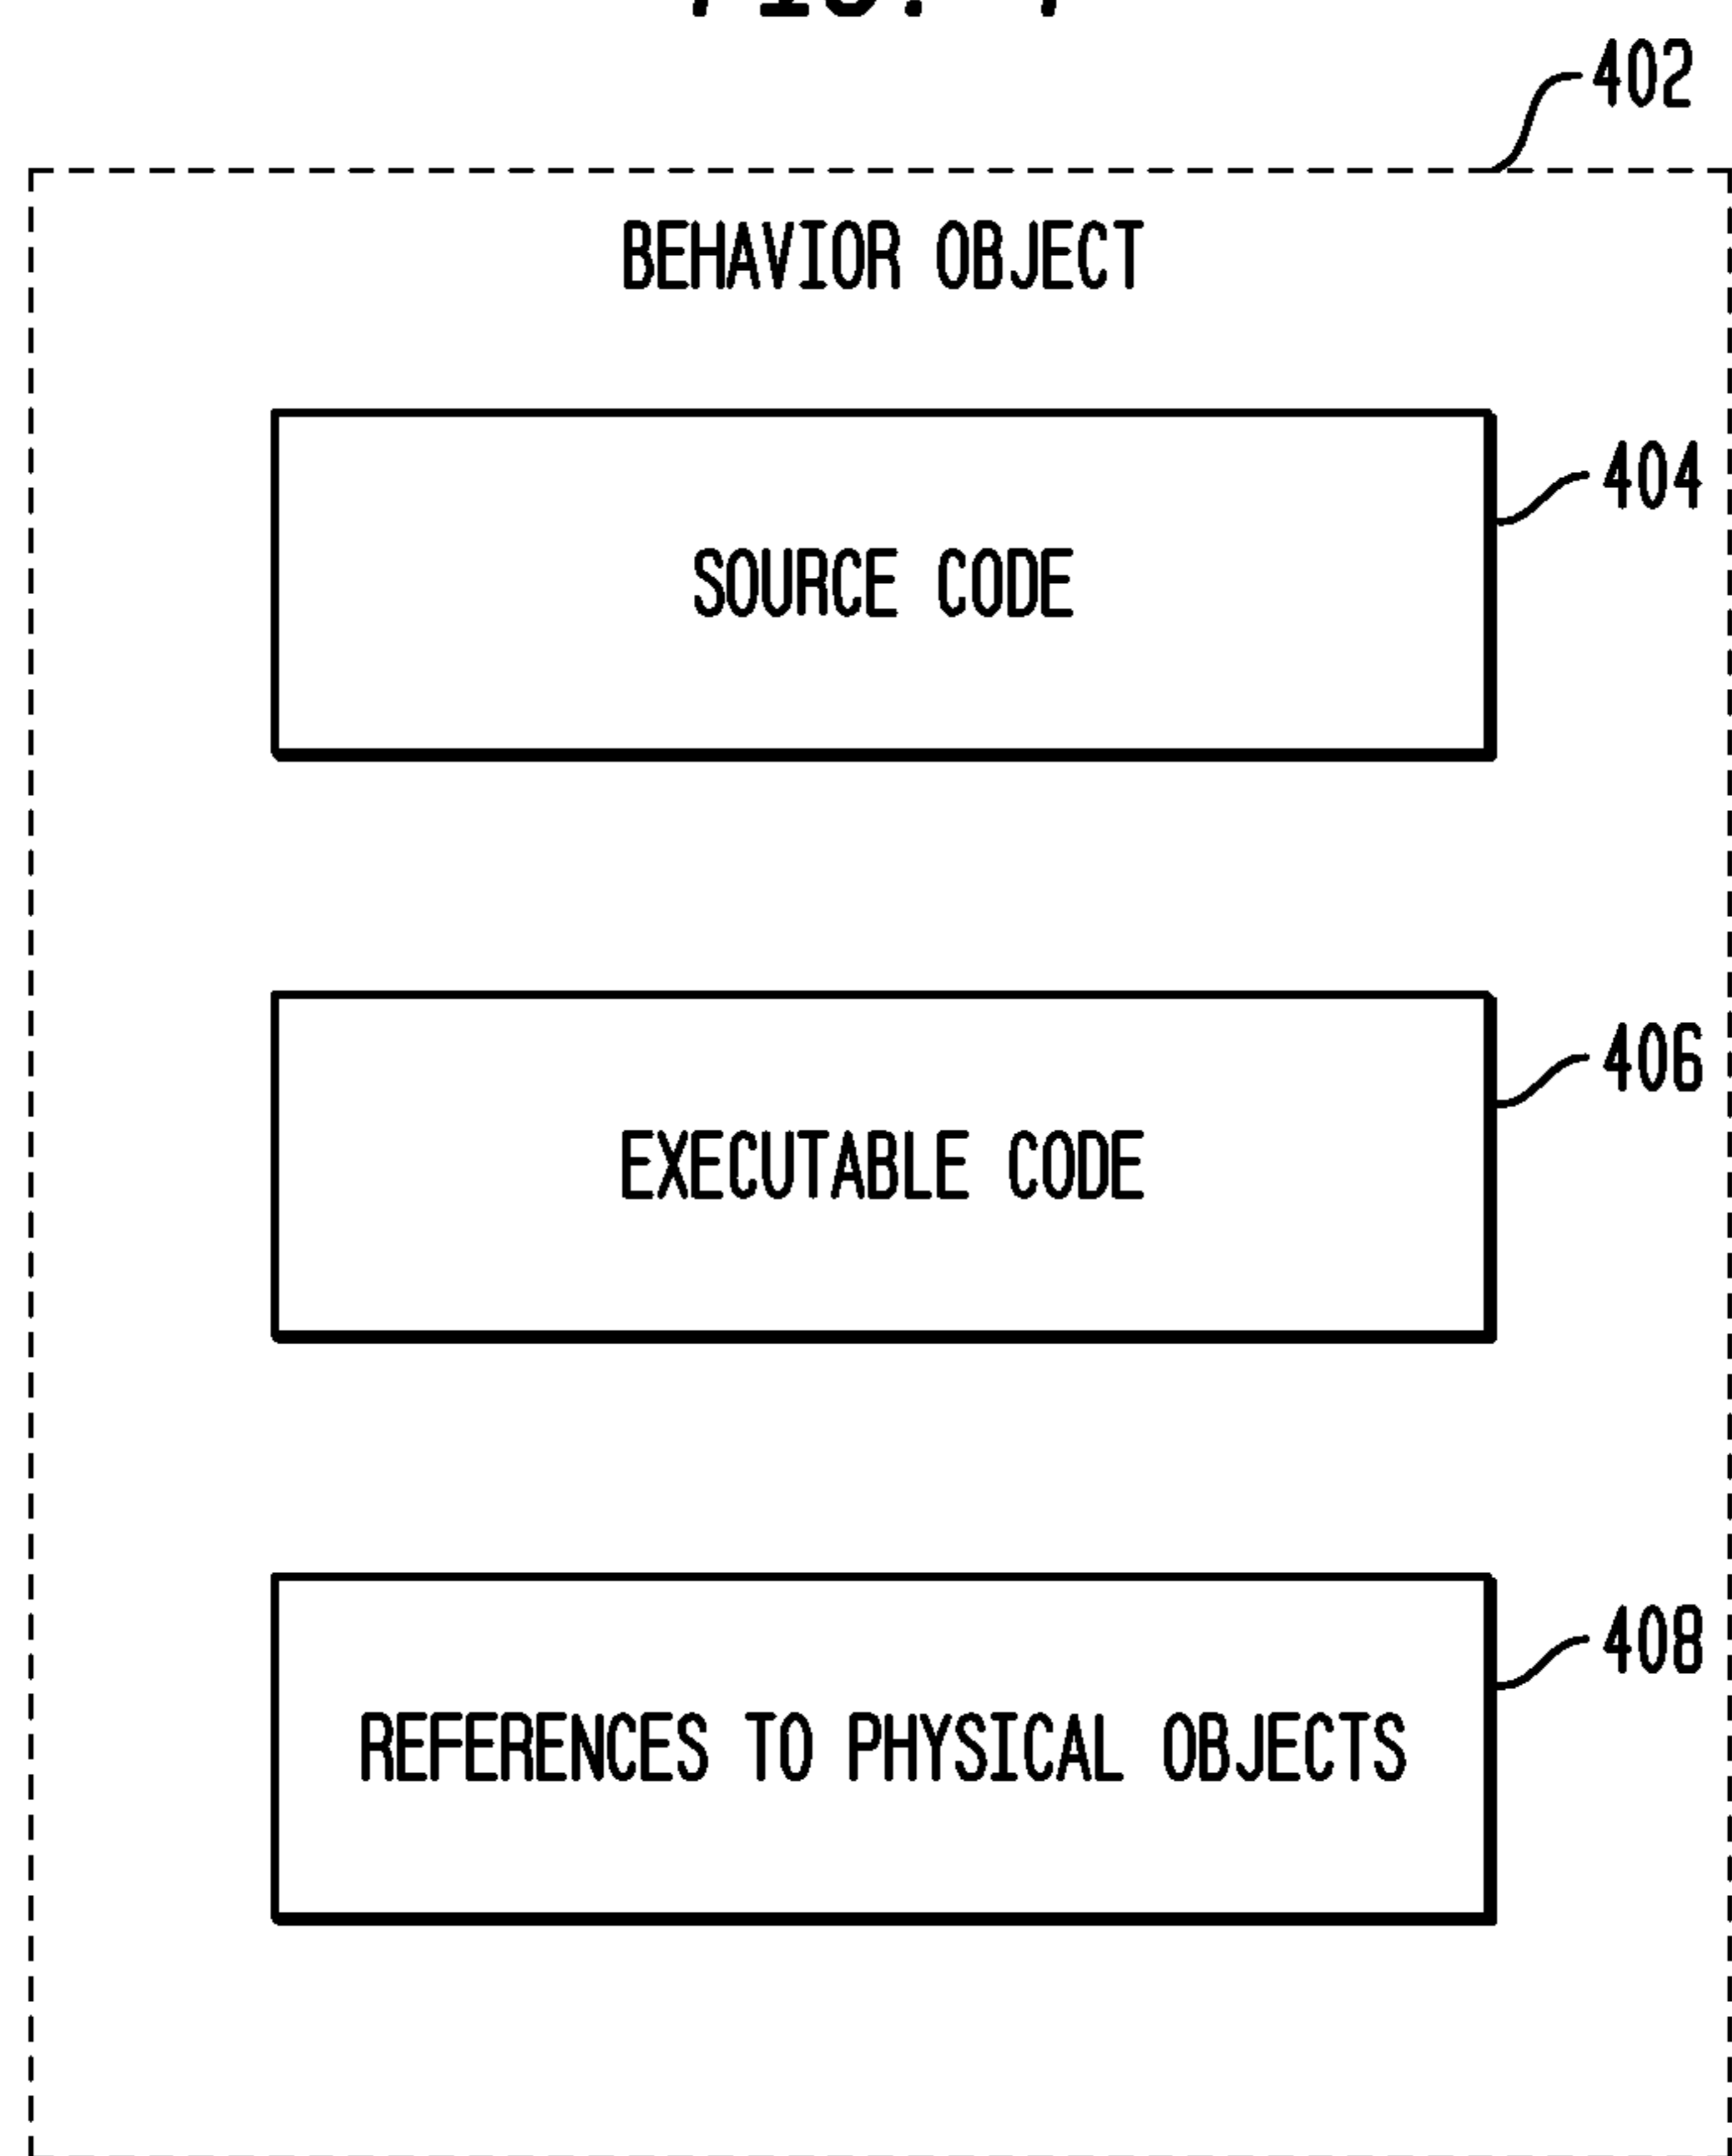 402
BEHAVIOR OBJECT
404
SOURCE CODE
406
EXECUTABLE CODE
408
REFERENCES TO PHYSICAL OBJECTS